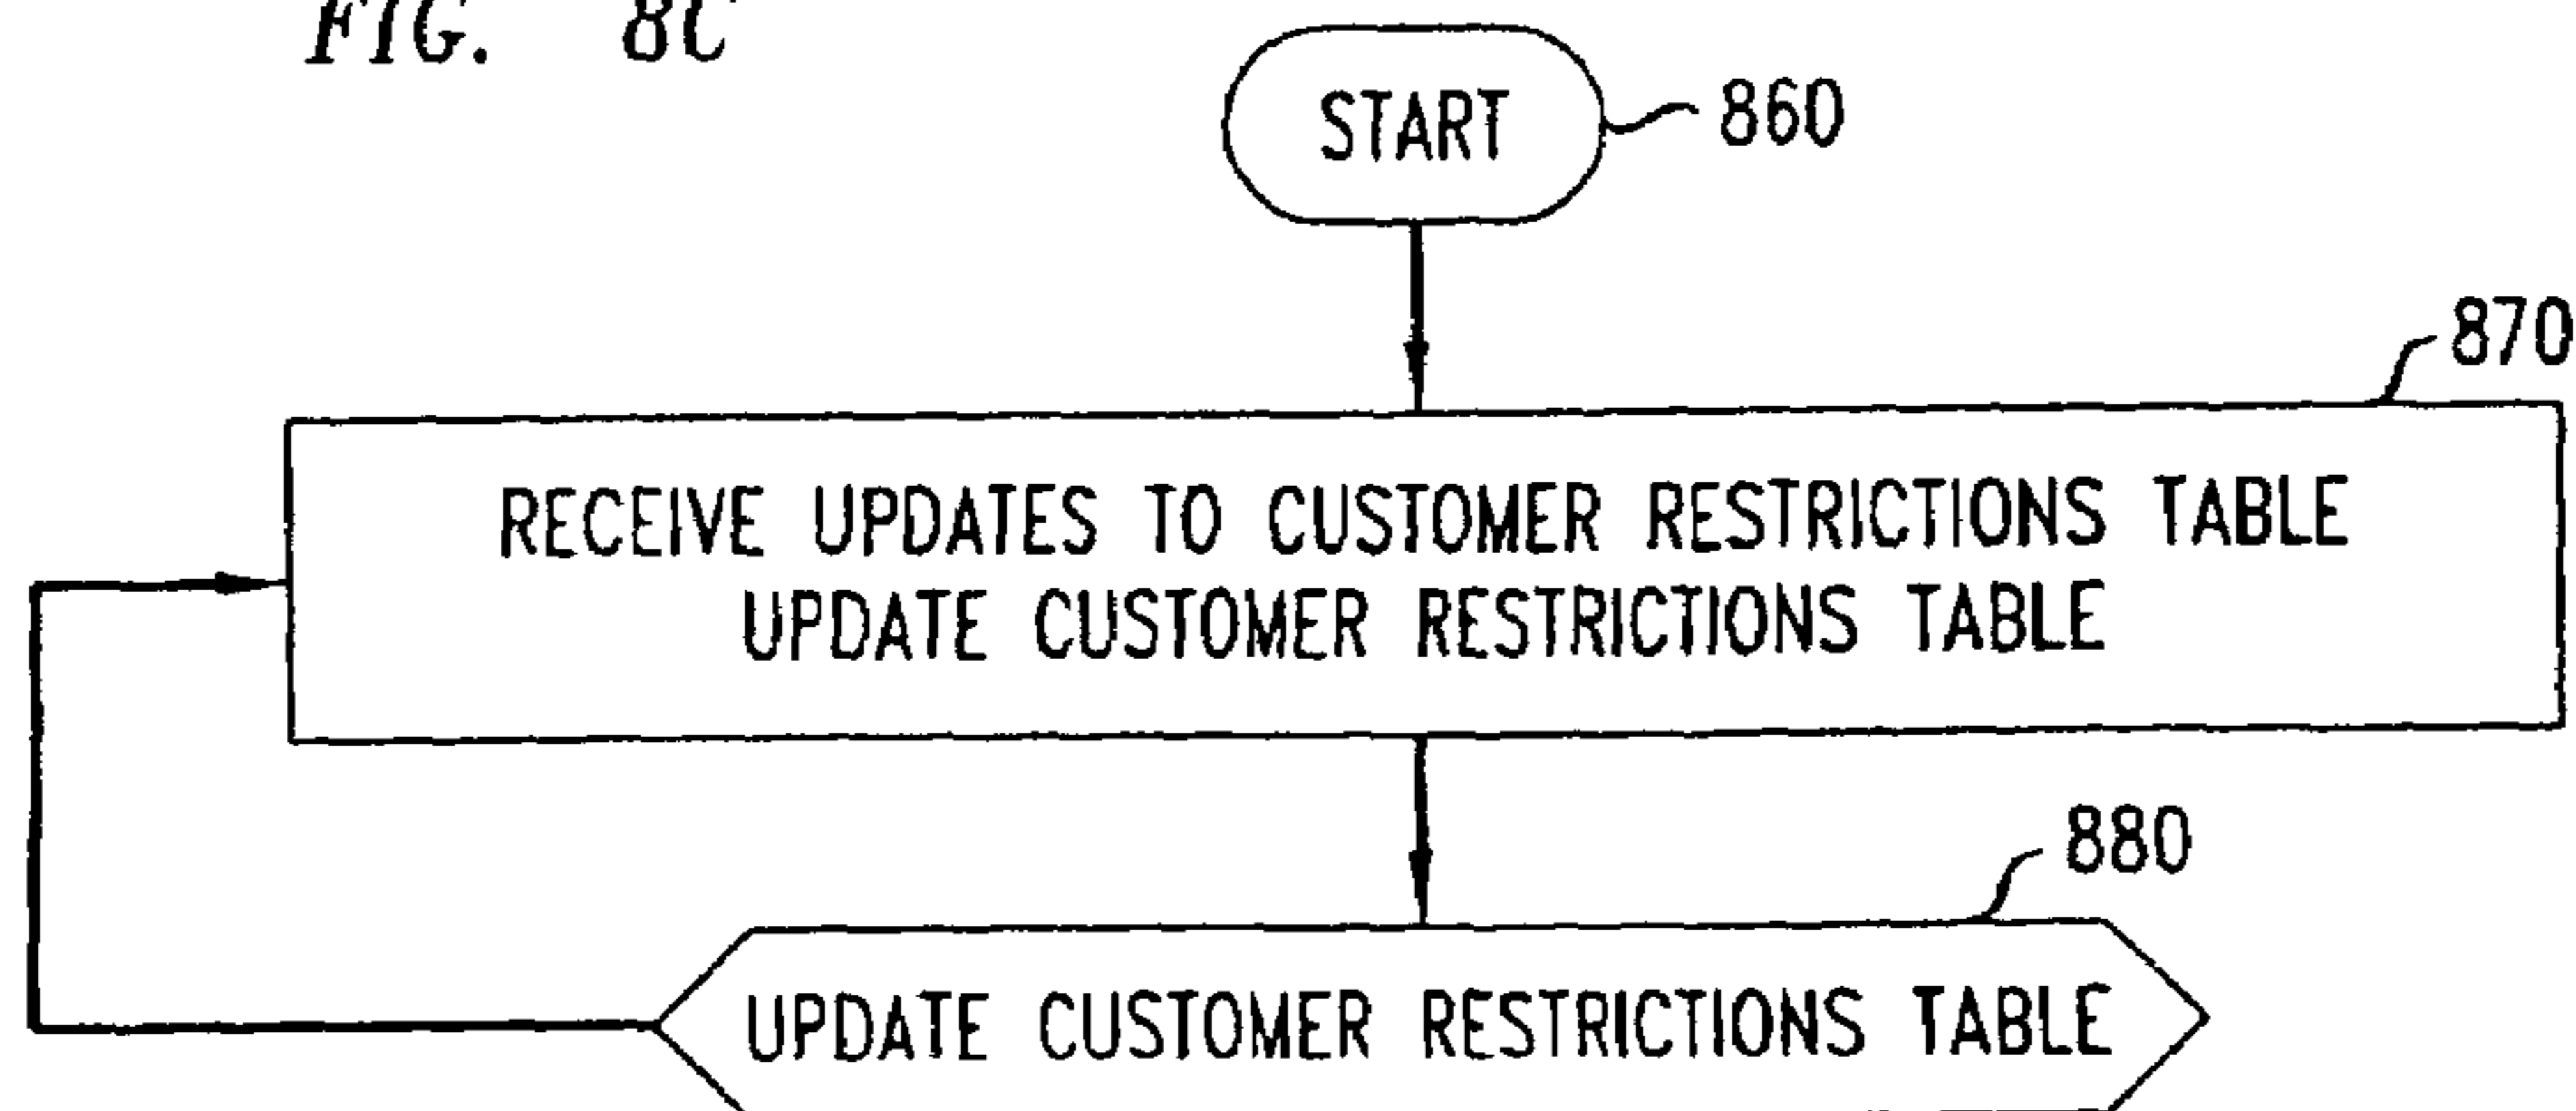 FIG. 8C
START
860
870
RECEIVE UPDATES TO CUSTOMER RESTRICTIONS TABLE
UPDATE CUSTOMER RESTRICTIONS TABLE
880
UPDATE CUSTOMER RESTRICTIONS TABLE